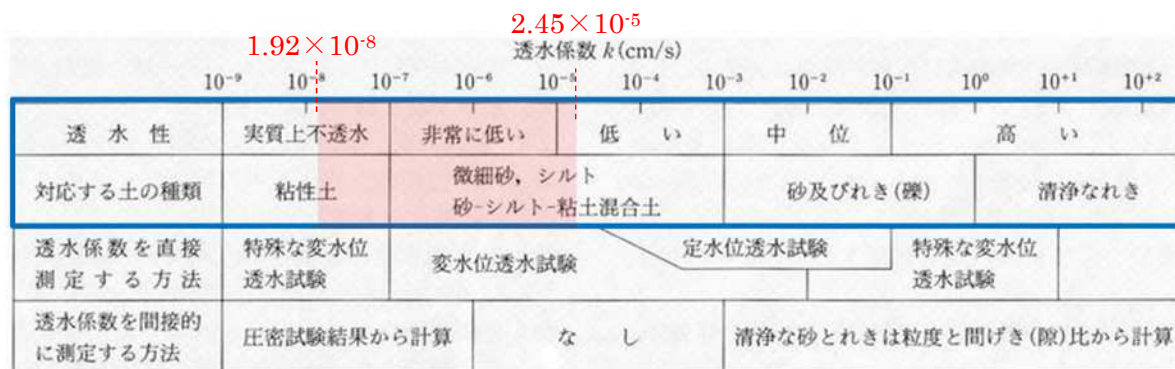 2.45×10-5
1.92×10-8
透水係数 k(cm/s)
10-9 10-8 10-7 10-6 10-5 10-4 10-3 10-2 10-1 100 10+1 10+2
透水性 実質上不透水 非常に低い 低い 中位 高い
対応する土の種類 粘性土 微細砂，シルト
砂-シルト-粘土混合土 砂及びれき(礫) 清浄なれき
透水係数を直接
測定する方法 特殊な変水位
透水試験 変水位透水試験 定水位透水試験 特殊な変水位
透水試験
透水係数を間接的
に測定する方法 圧密試験結果から計算 なし 清浄な砂とれきは粒度と間げき(隙)比から計算